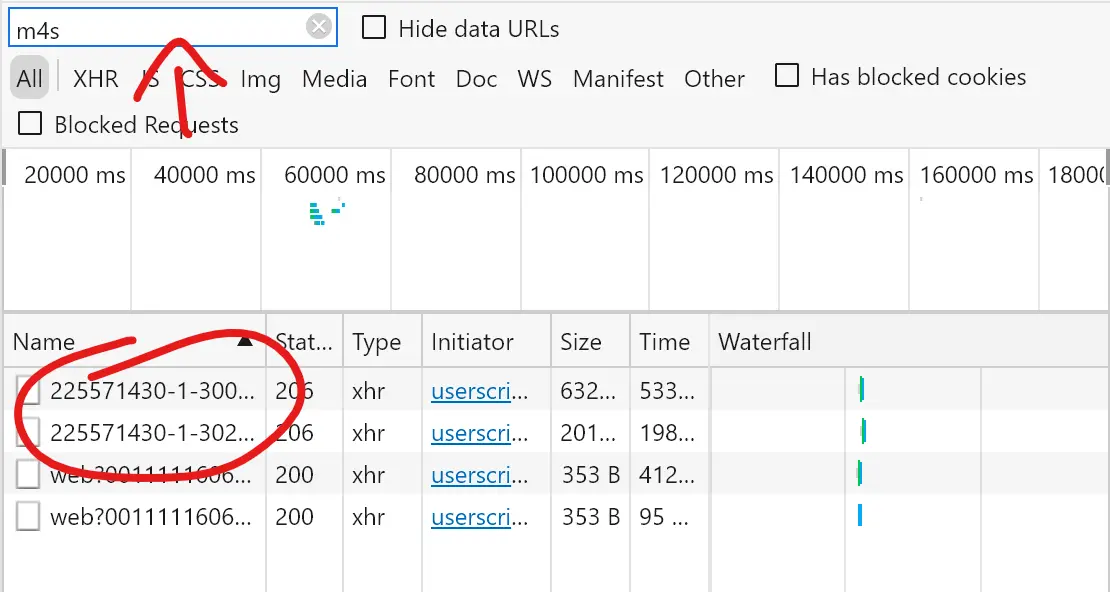 m4s Hide data URLs
All XHR JS CSS Img Media Font Doc WS Manifest Other Has blocked cookies
Blocked Requests
20000 ms 40000 ms 60000 ms 80000 ms 100000 ms 120000 ms 140000 ms 160000 ms 1800
Name Stat... Type Initiator Size Time Waterfall
225571430-1-300... 206 xhr userscri... 632... 533...
225571430-1-302... 206 xhr userscri... 201... 198...
web?0011111606... 200 xhr userscri... 353 B 412...
web?0011111606... 200 xhr userscri... 353 B 95 ...